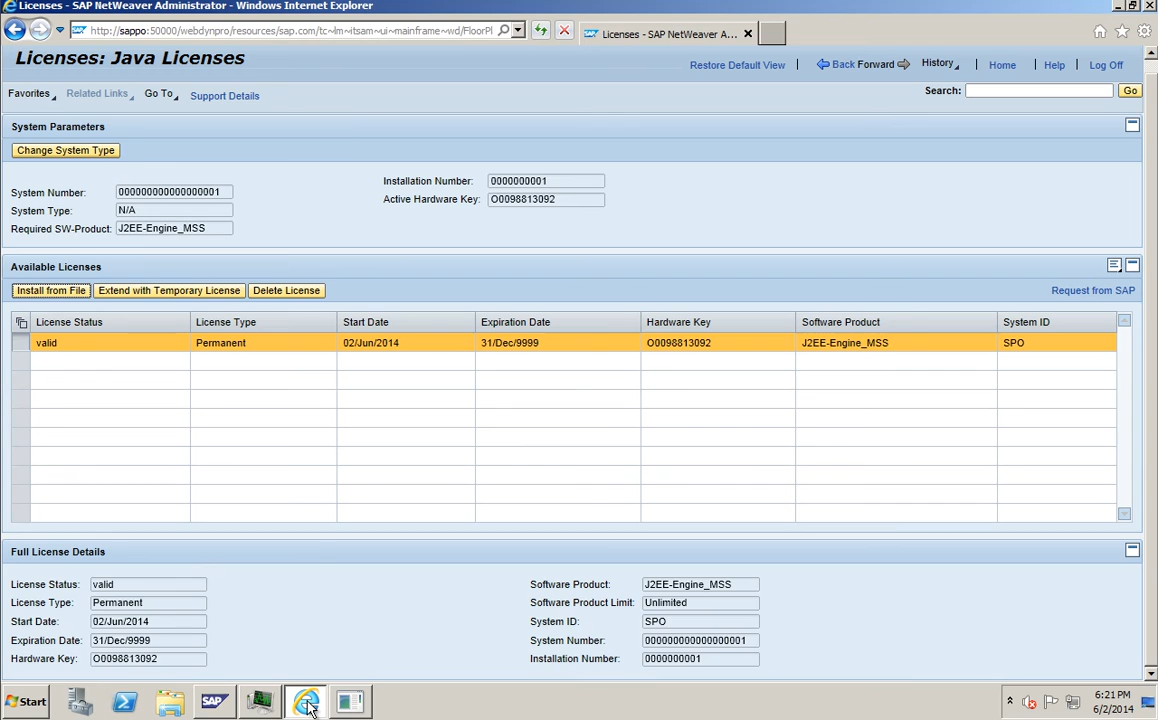 Licenses - SAP NetWeaver Administrator - Windows Internet Explorer
http://sappo:50000/webdynpro/resources/sap.com/tc~lm~itsam~ui~mainframe~wd/FloorPl
Licenses - SAP NetWeaver A...
Licenses: Java Licenses
Restore Default View Back Forward History Home Help Log Off
Favorites Related Links Go To Support Details Search: Go
System Parameters
Change System Type
System Number: 000000000000000001
System Type: N/A
Required SW-Product: J2EE-Engine_MSS
Installation Number: 0000000001
Active Hardware Key: O0098813092
Available Licenses
Install from File Extend with Temporary License Delete License Request from SAP
License Status License Type Start Date Expiration Date Hardware Key Software Product System ID
valid Permanent 02/Jun/2014 31/Dec/9999 O0098813092 J2EE-Engine_MSS SPO
Full License Details
License Status: valid
License Type: Permanent
Start Date: 02/Jun/2014
Expiration Date: 31/Dec/9999
Hardware Key: O0098813092
Software Product: J2EE-Engine_MSS
Software Product Limit: Unlimited
System ID: SPO
System Number: 000000000000000001
Installation Number: 0000000001
Start SAP 6:21 PM
6/2/2014